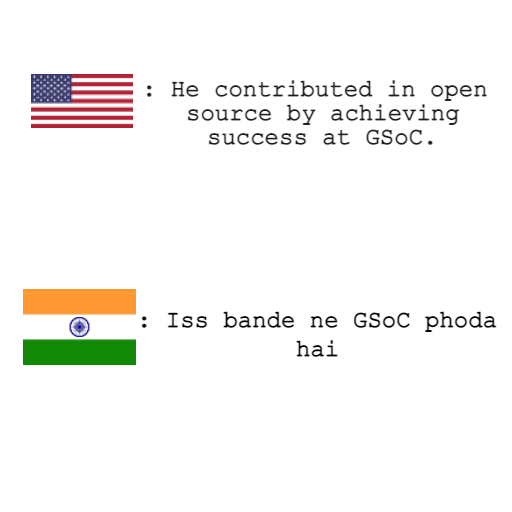 : He contributed in open
source by achieving
success at GSoC.
: Iss bande ne GSoC phoda
hai